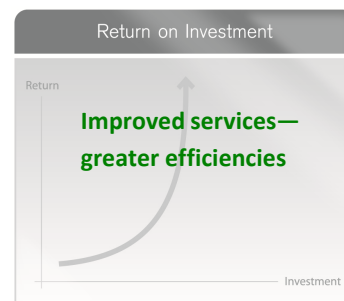 Return on Investment
Return
Improved services—
greater efficiencies
Investment